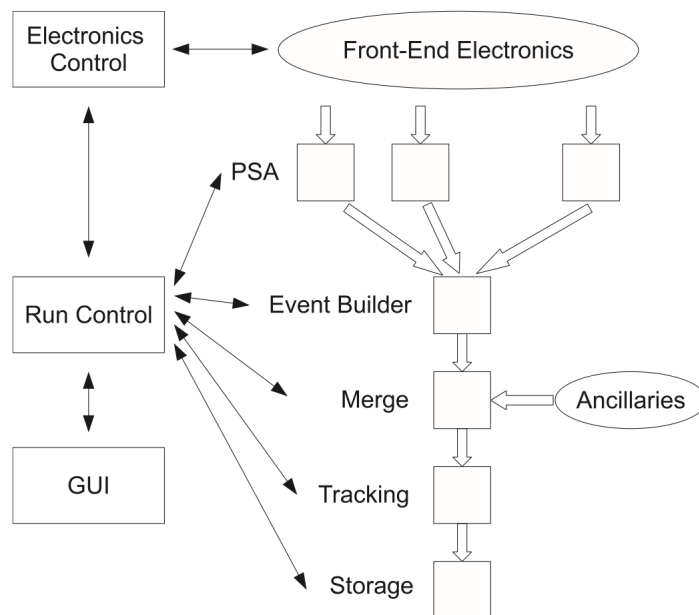 Electronics
Control
Front-End Electronics
PSA
Run Control
Event Builder
Merge
Ancillaries
GUI
Tracking
Storage